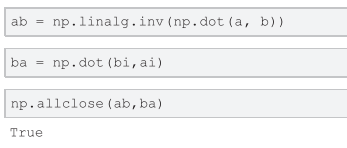 ab = np.linalg.inv(np.dot(a, b))
ba = np.dot(bi,ai)
np.allclose(ab,ba)
True